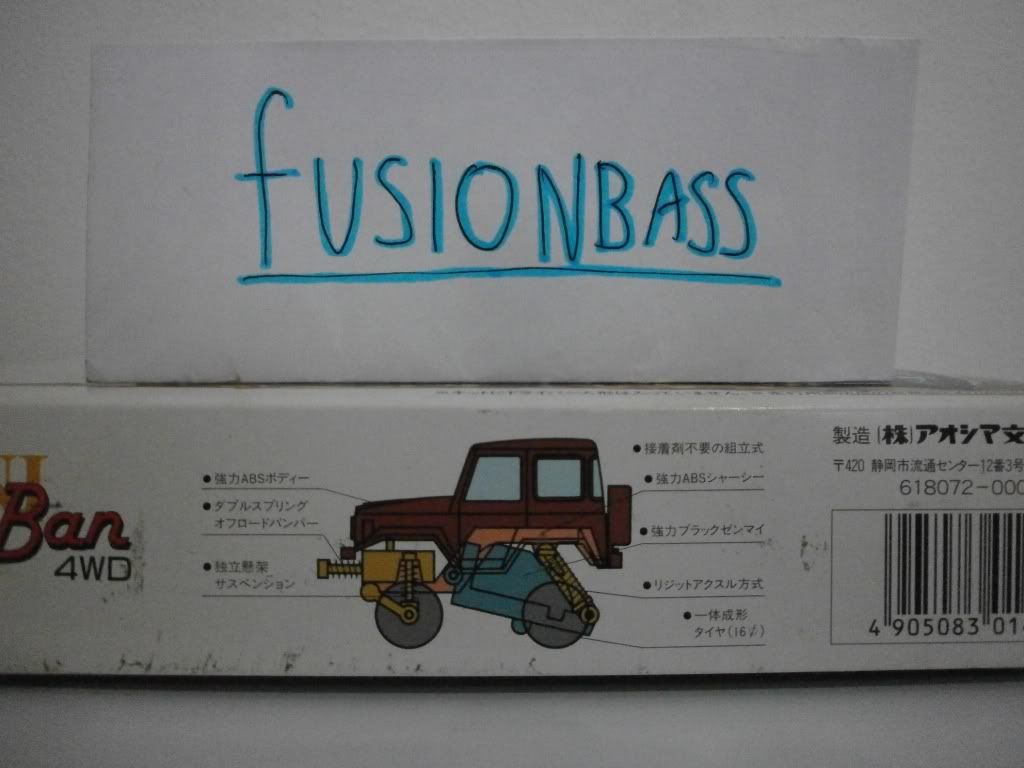 fUSIONBASS
II
Ban
4WD
●強力ABSボディー
●ダブルスプリング
オフロードバンパー
●独立懸架
サスペンション
●接着剤不要の組立式
●強力ABSシャーシー
●強力ブラックゼンマイ
●リジットアクスル方式
●一体成形
タイヤ(16㌅)
製造(株)アオシマ文
〒420 静岡市流通センター12番3号
618072-000
4 905083 01